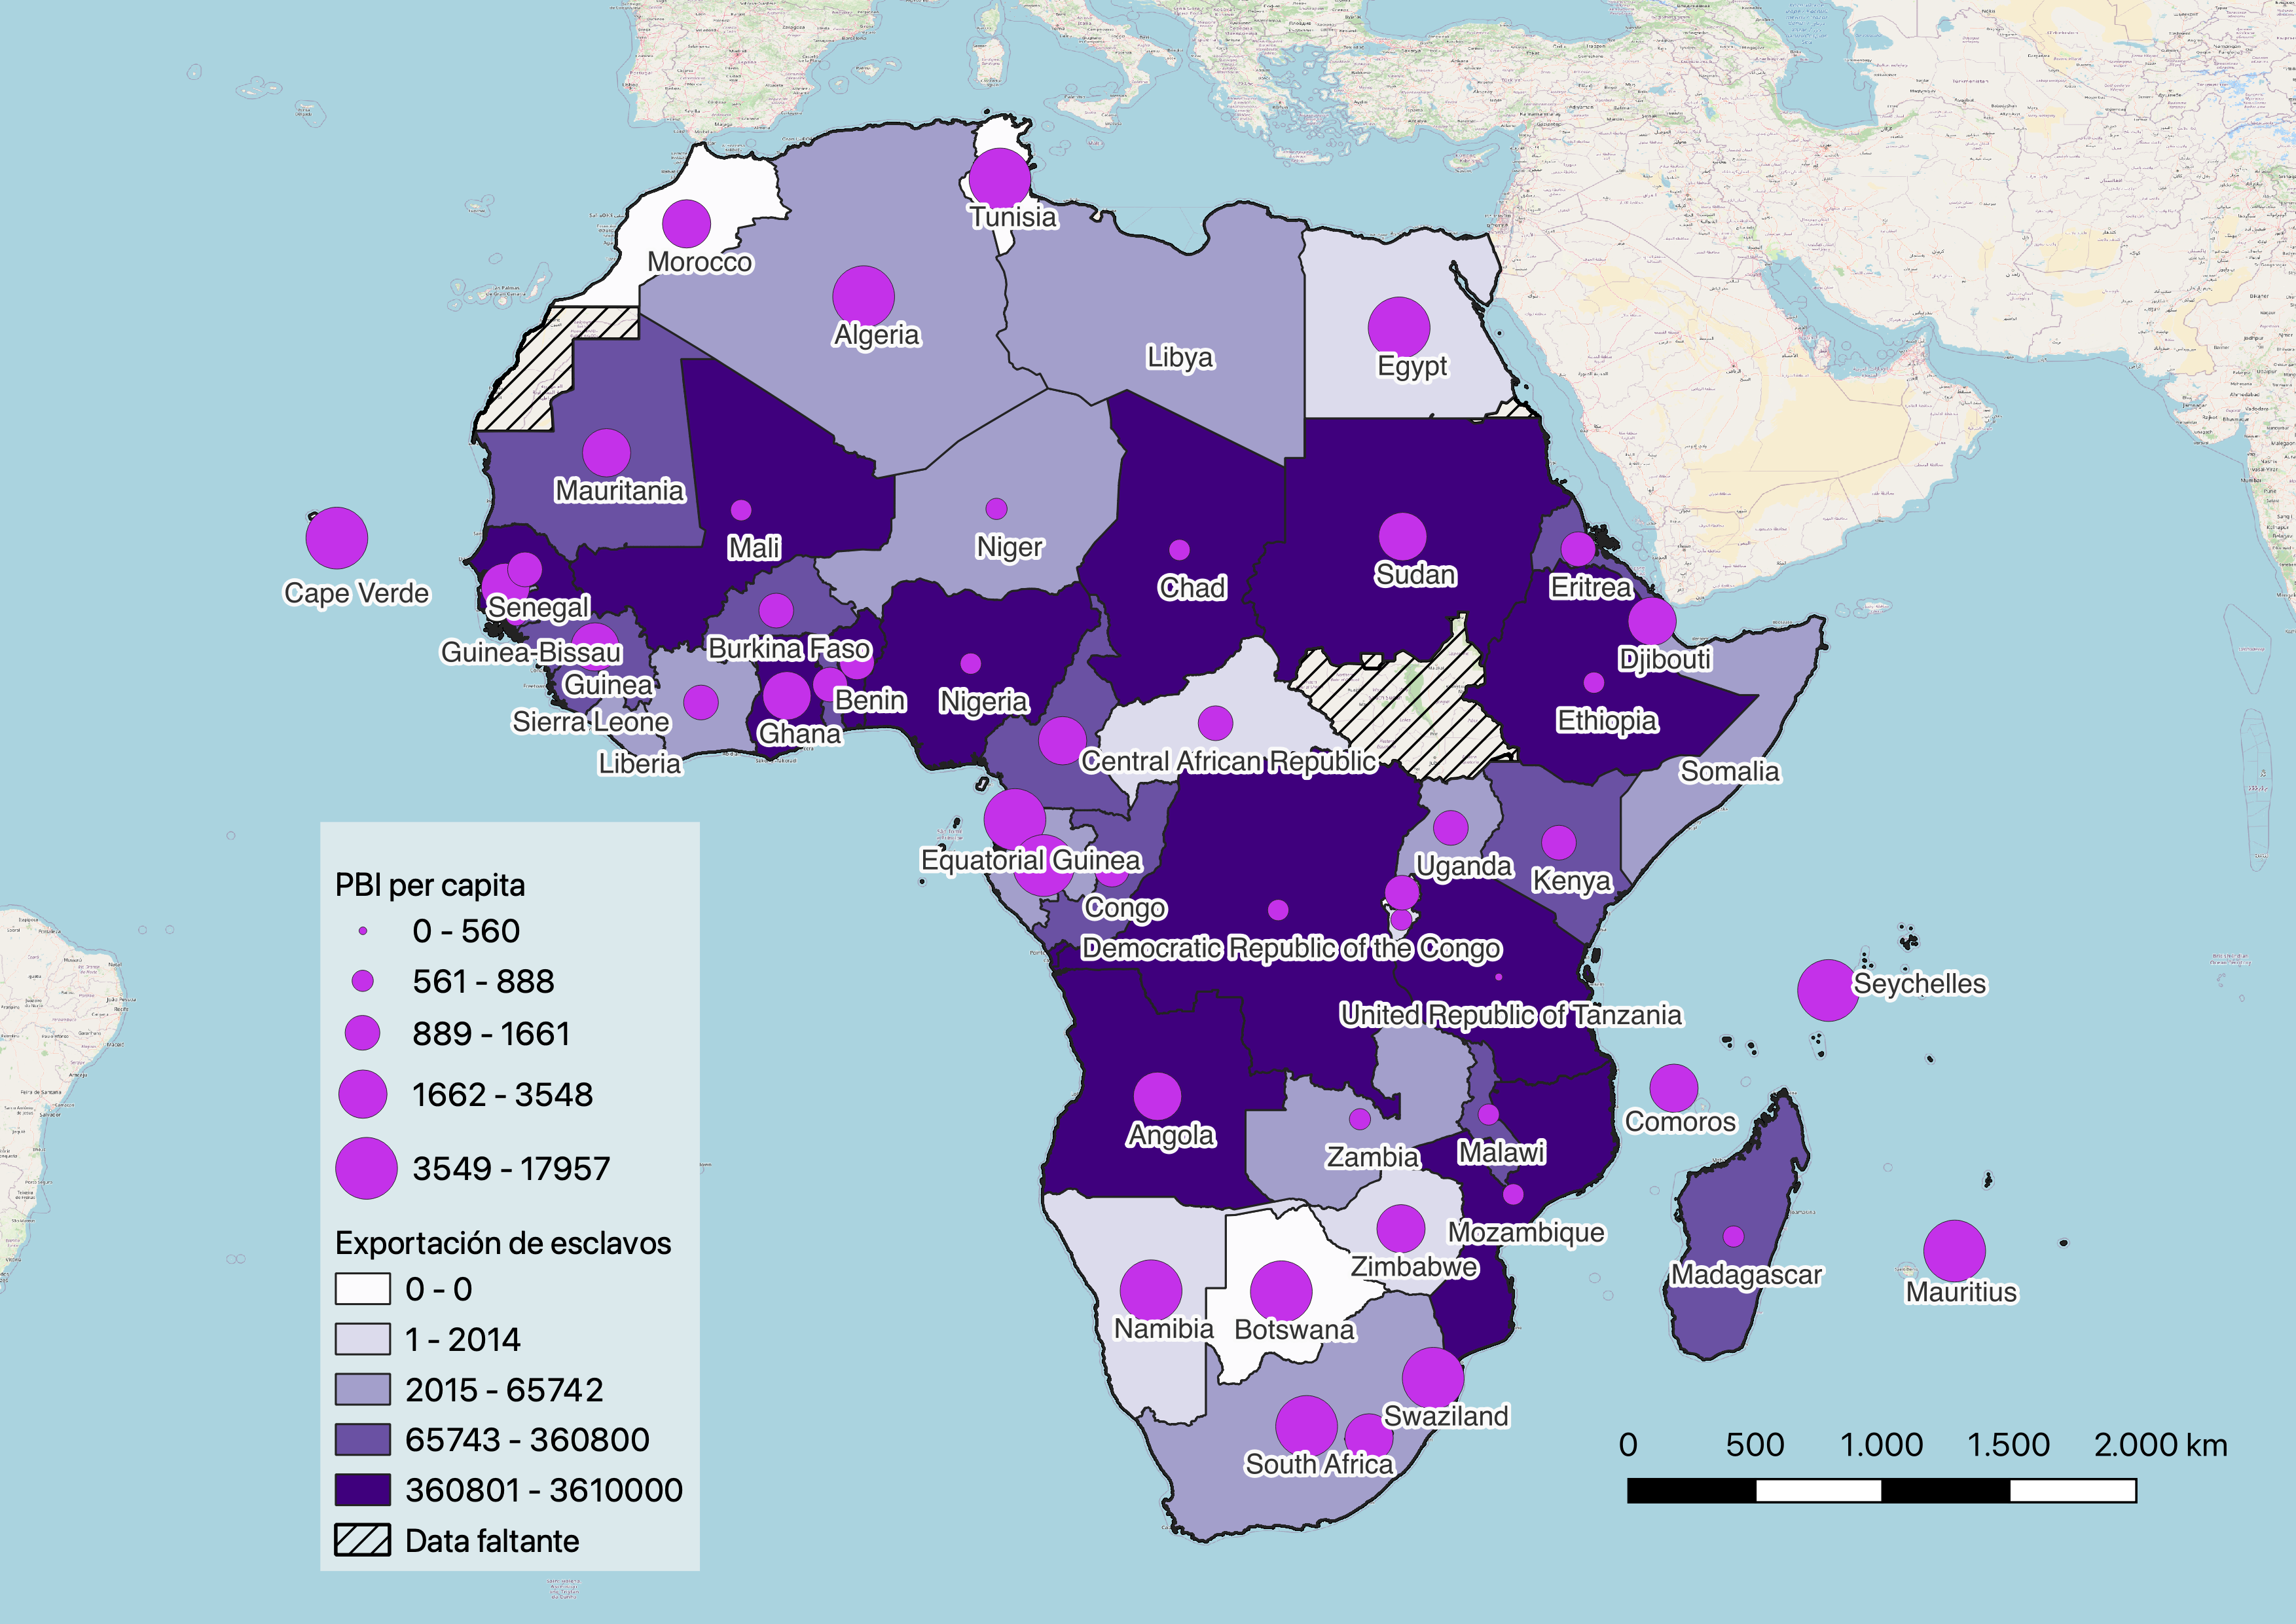 Tunisia
Morocco
Algeria
Libya
Egypt
Mauritania
Mali
Niger
Chad
Sudan
Eritrea
Cape Verde
Senegal
Guinea-Bissau
Burkina Faso
Djibouti
Guinea
Benin
Nigeria
Ethiopia
Sierra Leone
Ghana
Liberia
Central African Republic
Somalia
Equatorial Guinea
Uganda
Kenya
Congo
Democratic Republic of the Congo
Seychelles
United Republic of Tanzania
Comoros
Angola
Zambia
Malawi
Mozambique
Zimbabwe
Madagascar
Mauritius
Namibia
Botswana
Swaziland
South Africa
PBI per capita
0 - 560
561 - 888
889 - 1661
1662 - 3548
3549 - 17957
Exportación de esclavos
0 - 0
1 - 2014
2015 - 65742
65743 - 360800
360801 - 3610000
Data faltante
0 500 1.000 1.500 2.000 km